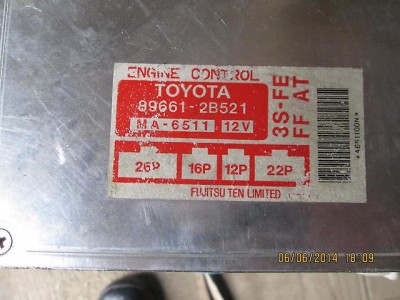 ENGINE CONTROL
TOYOTA
89661-2B521
MA-6511 12V
3S-FE
FF AT
26P 16P 12P 22P
FUJITSU TEN LIMITED
06/06/2014 18:09